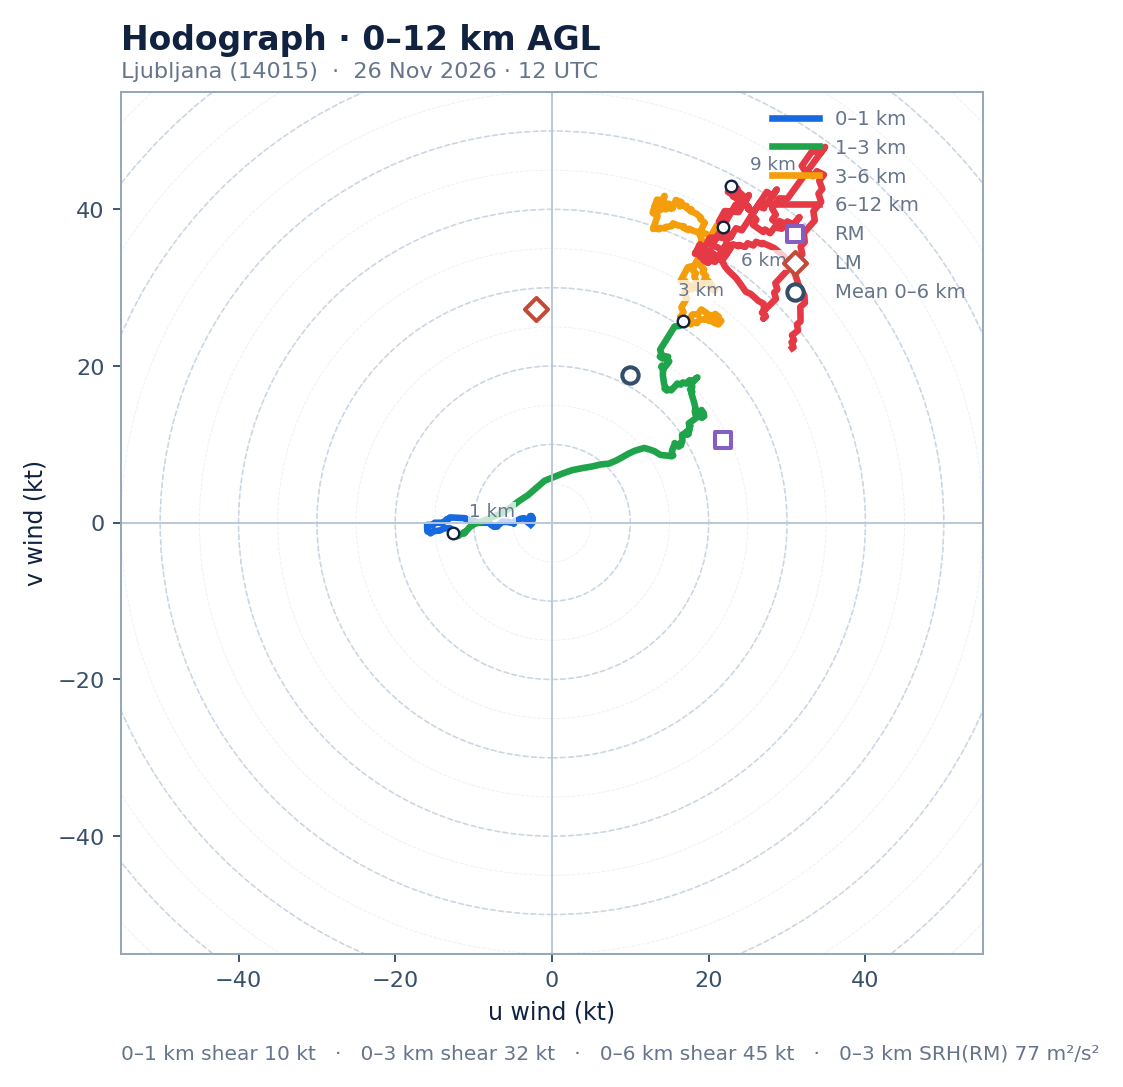 Hodograph · 0–12 km AGL
Ljubljana (14015) · 26 Nov 2026 · 12 UTC
0–1 km
1–3 km
3–6 km
6–12 km
RM
LM
Mean 0–6 km
9 km
6 km
3 km
1 km
40
20
0
−20
−40
v wind (kt)
−40
−20
0
20
40
u wind (kt)
0–1 km shear 10 kt · 0–3 km shear 32 kt · 0–6 km shear 45 kt · 0–3 km SRH(RM) 77 m²/s²